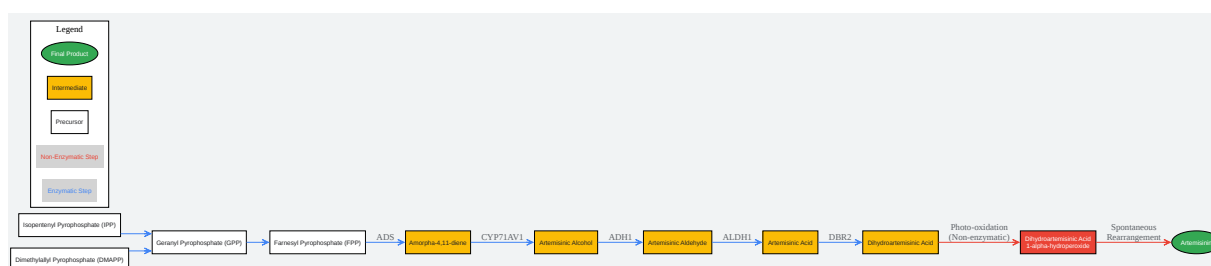 Legend
Final Product
Intermediate
Precursor
Non-Enzymatic Step
Enzymatic Step
Isopentenyl Pyrophosphate (IPP)
Dimethylallyl Pyrophosphate (DMAPP)
Geranyl Pyrophosphate (GPP)
Farnesyl Pyrophosphate (FPP)
ADS
Amorpha-4,11-diene
CYP71AV1
Artemisinic Alcohol
ADH1
Artemisinic Aldehyde
ALDH1
Artemisinic Acid
DBR2
Dihydroartemisinic Acid
Photo-oxidation
(Non-enzymatic)
Dihydroartemisinic Acid
1-alpha-hydroperoxide
Spontaneous
Rearrangement
Artemisinin